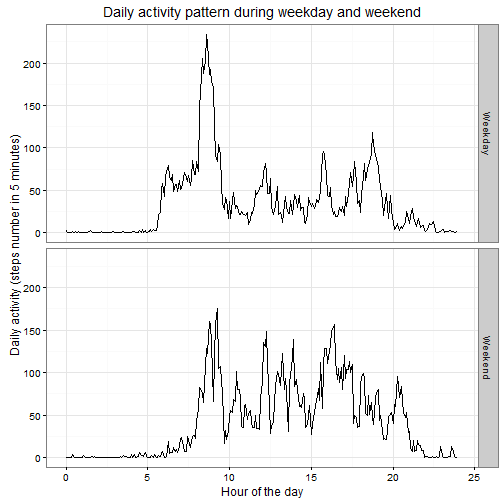 Daily activity pattern during weekday and weekend
Daily activity (steps number in 5 minutes)
200
150
100
50
0
Weekday
200
150
100
50
0
Weekend
0 5 10 15 20 25
Hour of the day